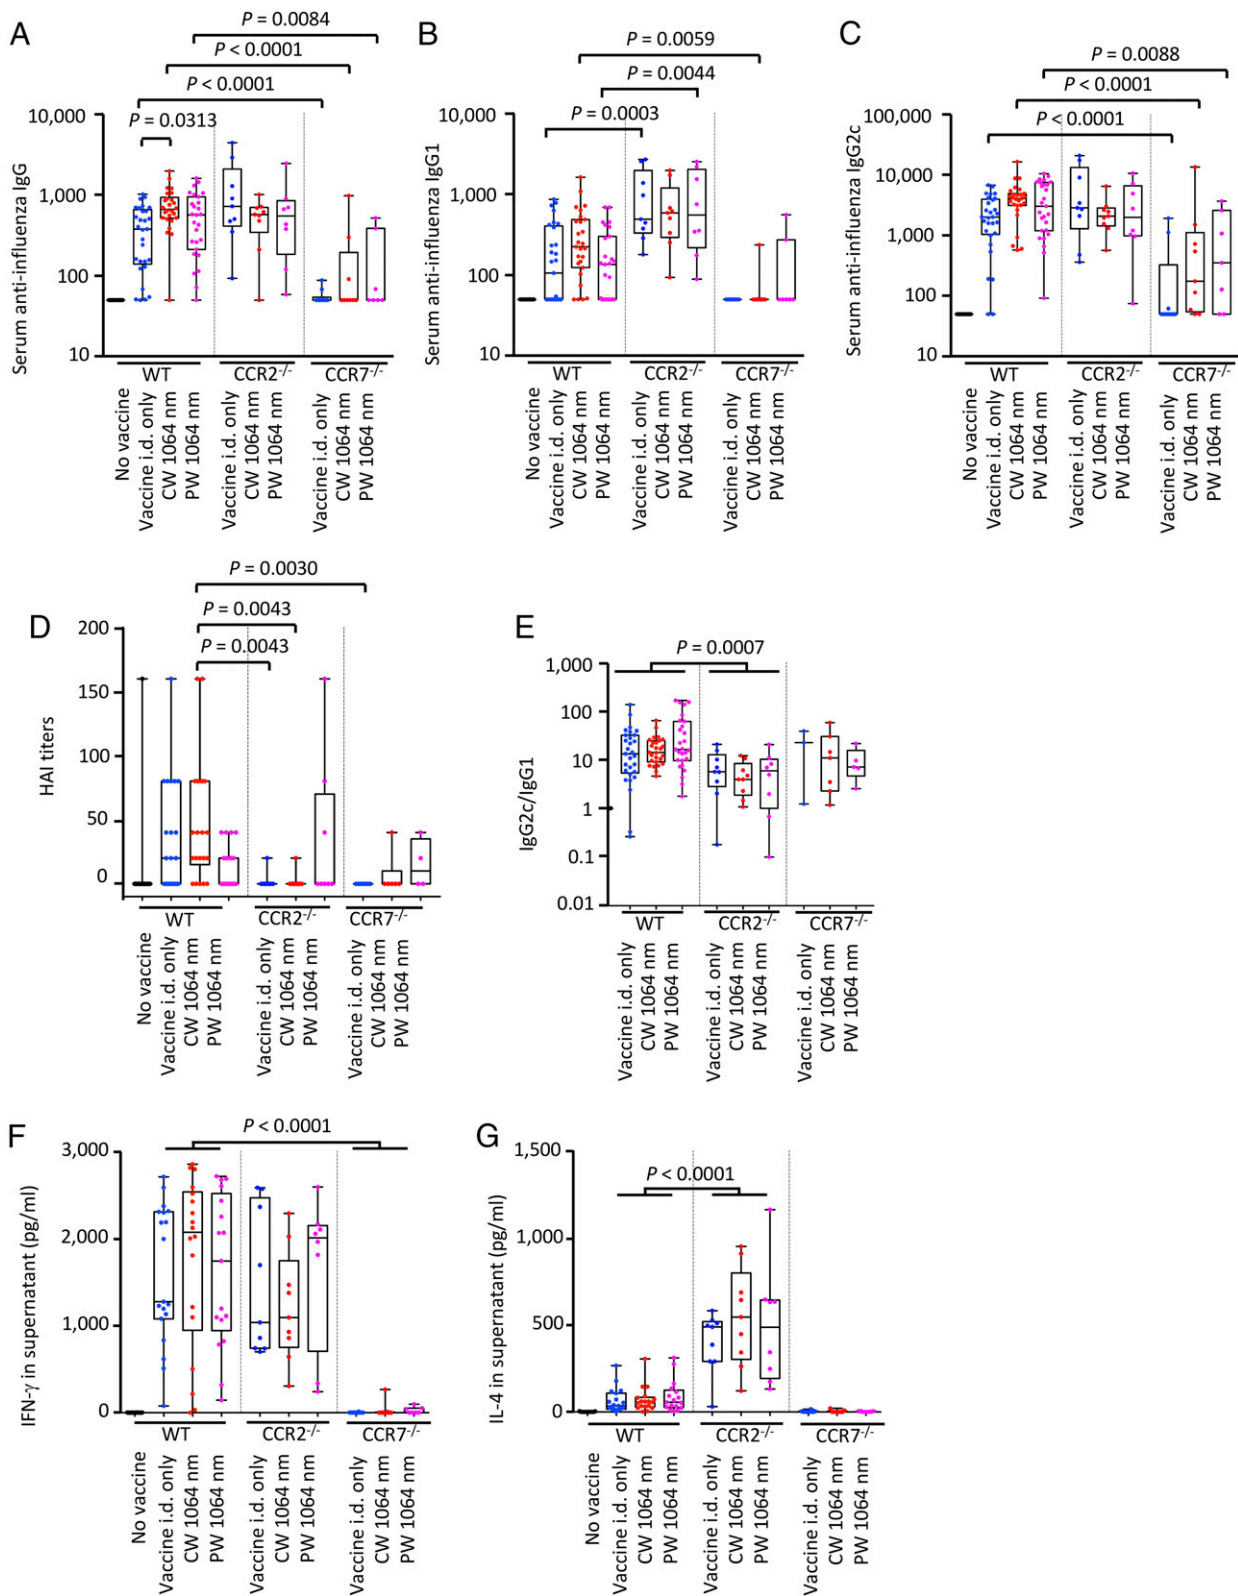 A
P = 0.0084
P < 0.0001
P < 0.0001
P = 0.0313
Serum anti-influenza IgG
10,000
1,000
100
10
WT
CCR2-/-
CCR7-/-
No vaccine
Vaccine i.d. only
CW 1064 nm
PW 1064 nm
Vaccine i.d. only
CW 1064 nm
PW 1064 nm
Vaccine i.d. only
CW 1064 nm
PW 1064 nm
B
P = 0.0059
P = 0.0044
P = 0.0003
Serum anti-influenza IgG1
10,000
1,000
100
10
WT
CCR2-/-
CCR7-/-
No vaccine
Vaccine i.d. only
CW 1064 nm
PW 1064 nm
Vaccine i.d. only
CW 1064 nm
PW 1064 nm
Vaccine i.d. only
CW 1064 nm
PW 1064 nm
C
P = 0.0088
P < 0.0001
P < 0.0001
Serum anti-influenza IgG2c
100,000
10,000
1,000
100
10
WT
CCR2-/-
CCR7-/-
No vaccine
Vaccine i.d. only
CW 1064 nm
PW 1064 nm
Vaccine i.d. only
CW 1064 nm
PW 1064 nm
Vaccine i.d. only
CW 1064 nm
PW 1064 nm
D
P = 0.0030
P = 0.0043
P = 0.0043
HAI titers
200
150
100
50
0
WT
CCR2-/-
CCR7-/-
No vaccine
Vaccine i.d. only
CW 1064 nm
PW 1064 nm
Vaccine i.d. only
CW 1064 nm
PW 1064 nm
Vaccine i.d. only
CW 1064 nm
PW 1064 nm
E
P = 0.0007
IgG2c/IgG1
1,000
100
10
1
0.1
0.01
WT
CCR2-/-
CCR7-/-
Vaccine i.d. only
CW 1064 nm
PW 1064 nm
Vaccine i.d. only
CW 1064 nm
PW 1064 nm
Vaccine i.d. only
CW 1064 nm
PW 1064 nm
F
P < 0.0001
IFN-γ in supernatant (pg/ml)
3,000
2,000
1,000
0
WT
CCR2-/-
CCR7-/-
No vaccine
Vaccine i.d. only
CW 1064 nm
PW 1064 nm
Vaccine i.d. only
CW 1064 nm
PW 1064 nm
Vaccine i.d. only
CW 1064 nm
PW 1064 nm
G
P < 0.0001
IL-4 in supernatant (pg/ml)
1,500
1,000
500
0
WT
CCR2-/-
CCR7-/-
No vaccine
Vaccine i.d. only
CW 1064 nm
PW 1064 nm
Vaccine i.d. only
CW 1064 nm
PW 1064 nm
Vaccine i.d. only
CW 1064 nm
PW 1064 nm